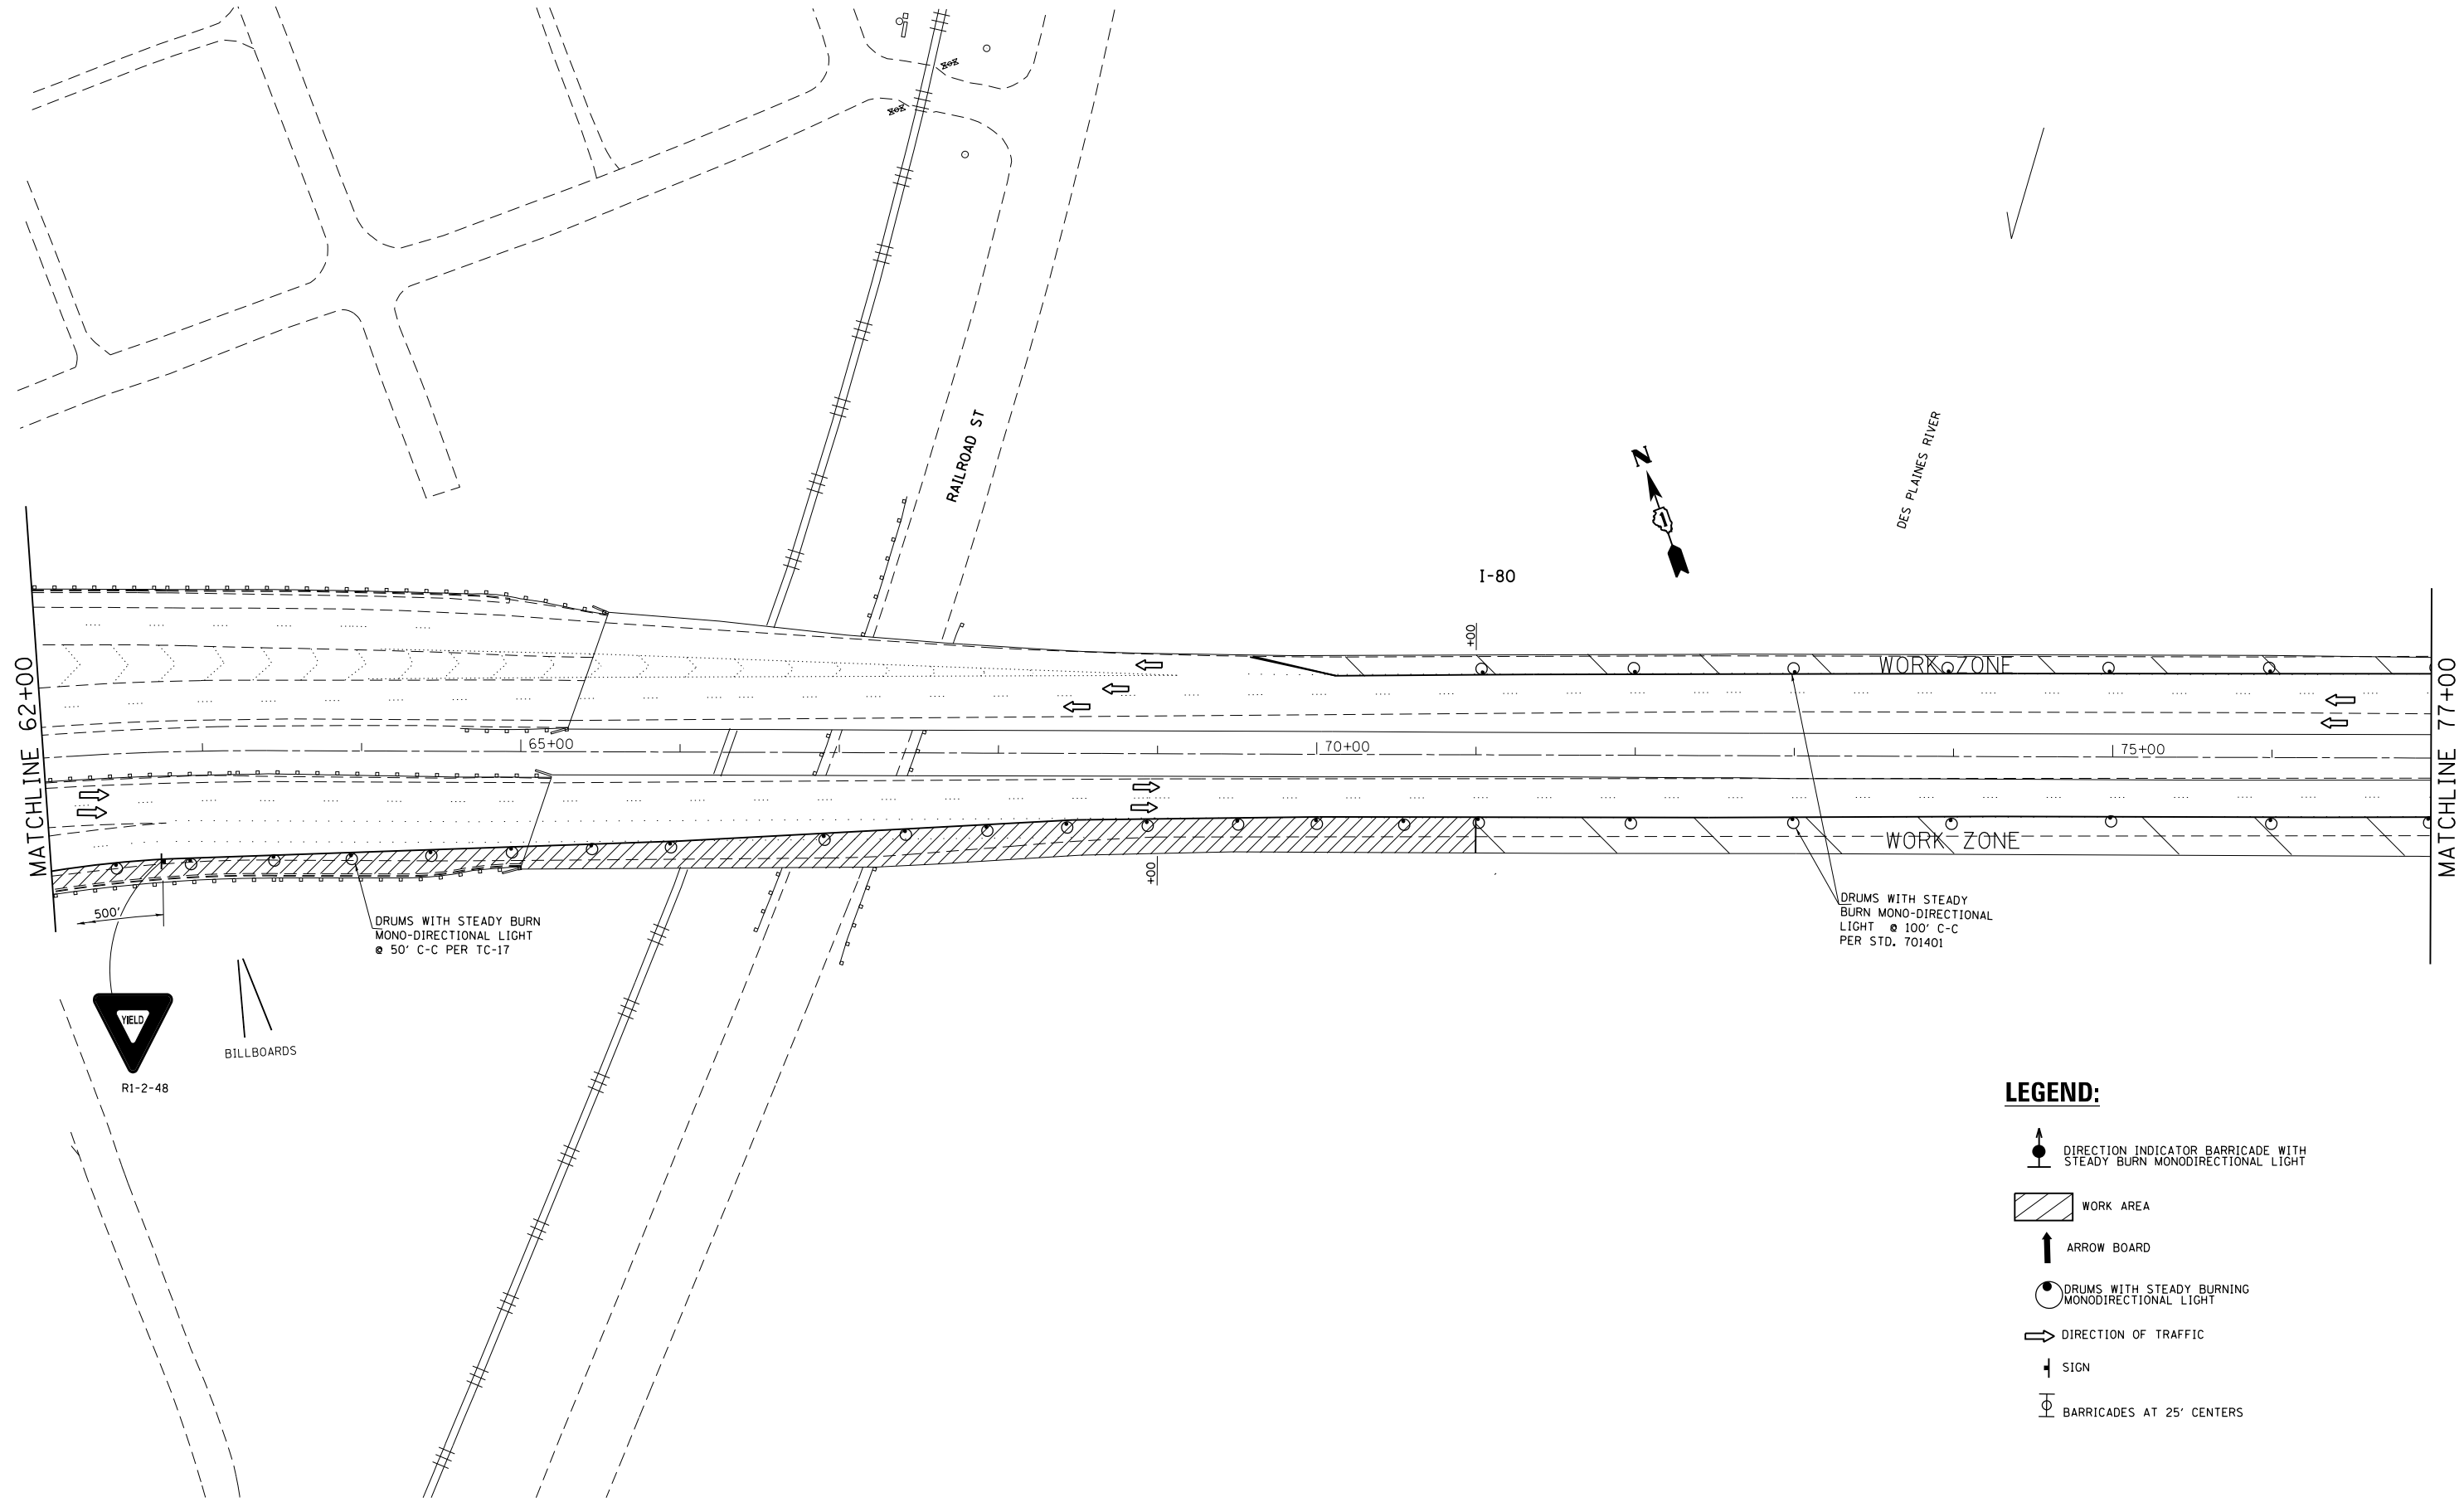 RAILROAD ST
N
1
DES PLAINES RIVER
I-80
+00
WORK ZONE
MATCHLINE 62+00
65+00
70+00
75+00
MATCHLINE 77+00
WORK ZONE
+00
500'
DRUMS WITH STEADY BURN
MONO-DIRECTIONAL LIGHT
@ 50' C-C PER TC-17
DRUMS WITH STEADY
BURN MONO-DIRECTIONAL
LIGHT @ 100' C-C
PER STD. 701401
YIELD
R1-2-48
BILLBOARDS
LEGEND:
DIRECTION INDICATOR BARRICADE WITH
STEADY BURN MONODIRECTIONAL LIGHT
WORK AREA
ARROW BOARD
DRUMS WITH STEADY BURNING
MONODIRECTIONAL LIGHT
DIRECTION OF TRAFFIC
SIGN
BARRICADES AT 25' CENTERS